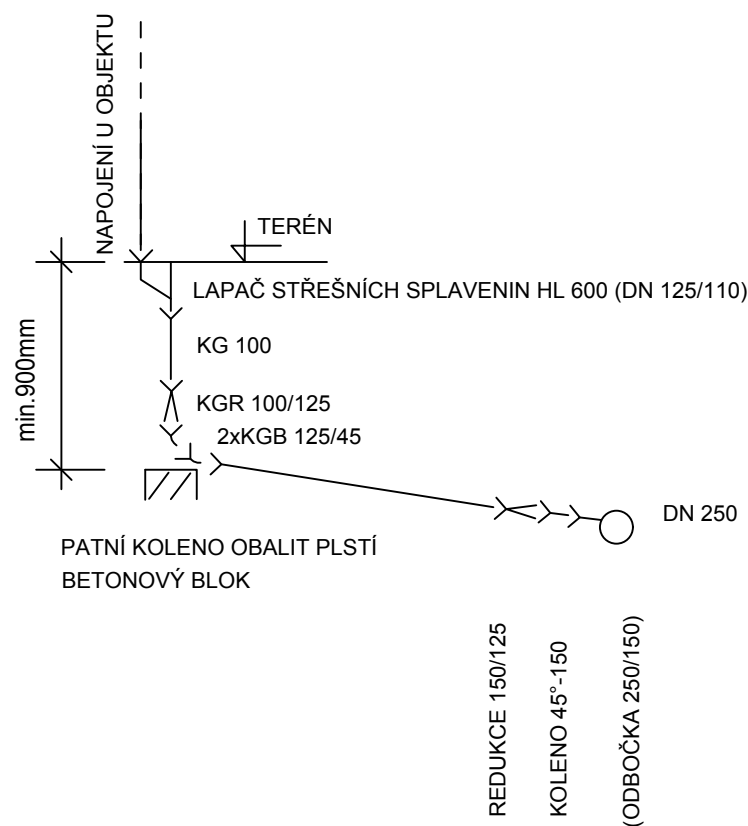 NAPOJENÍ U OBJEKTU
TERÉN
LAPAČ STŘEŠNÍCH SPLAVENIN HL 600 (DN 125/110)
min.900mm
KG 100
KGR 100/125
2xKGB 125/45
DN 250
PATNÍ KOLENO OBALIT PLSTÍ
BETONOVÝ BLOK
REDUKCE 150/125
KOLENO 45°-150
(ODBOČKA 250/150)